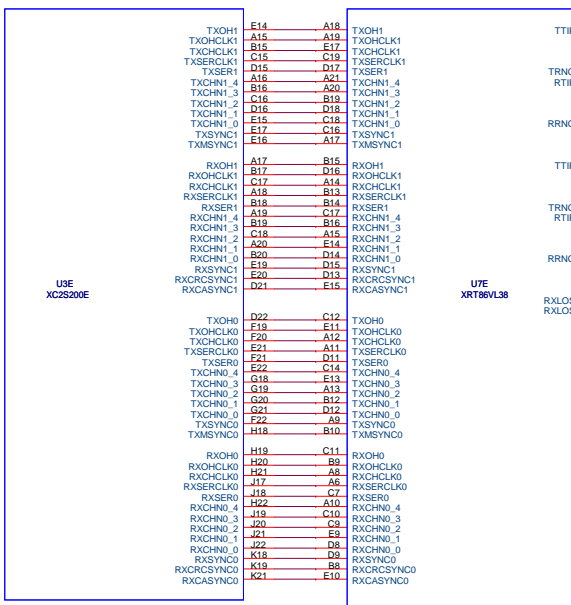 TXOH1 E14 A18 TXOH1
TXOHCLK1 A15 A19 TXOHCLK1
TXCHCLK1 B15 E17 TXCHCLK1
TXSERCLK1 C15 C19 TXSERCLK1
TXSER1 D15 D17 TXSER1
TXCHN1_4 A16 A21 TXCHN1_4
TXCHN1_3 B16 A20 TXCHN1_3
TXCHN1_2 C16 B19 TXCHN1_2
TXCHN1_1 D16 D18 TXCHN1_1
TXCHN1_0 E15 C18 TXCHN1_0
TXSYNC1 E17 C16 TXSYNC1
TXMSYNC1 E16 A17 TXMSYNC1
RXOH1 A17 B15 RXOH1
RXOHCLK1 B17 D16 RXOHCLK1
RXCHCLK1 C17 A14 RXCHCLK1
RXSERCLK1 A18 B13 RXSERCLK1
RXSER1 B18 B14 RXSER1
RXCHN1_4 A19 C17 RXCHN1_4
RXCHN1_3 B19 B16 RXCHN1_3
RXCHN1_2 C18 A15 RXCHN1_2
RXCHN1_1 A20 E14 RXCHN1_1
RXCHN1_0 B20 D14 RXCHN1_0
RXSYNC1 E19 D15 RXSYNC1
RXCRCSYNC1 E20 D13 RXCRCSYNC1
RXCASYNC1 D21 E15 RXCASYNC1
U3E U7E
XC2S200E XRT86VL38
TXOH0 D22 C12 TXOH0
TXOHCLK0 F19 E11 TXOHCLK0
TXCHCLK0 F20 A12 TXCHCLK0
TXSERCLK0 E21 A11 TXSERCLK0
TXSER0 F21 D11 TXSER0
TXCHN0_4 E22 C14 TXCHN0_4
TXCHN0_3 G18 E13 TXCHN0_3
TXCHN0_2 G19 A13 TXCHN0_2
TXCHN0_1 G20 B12 TXCHN0_1
TXCHN0_0 G21 D12 TXCHN0_0
TXSYNC0 F22 A9 TXSYNC0
TXMSYNC0 H18 B10 TXMSYNC0
RXOH0 H19 C11 RXOH0
RXOHCLK0 H20 B9 RXOHCLK0
RXCHCLK0 H21 A8 RXCHCLK0
RXSERCLK0 J17 A6 RXSERCLK0
RXSER0 J18 C7 RXSER0
RXCHN0_4 H22 A10 RXCHN0_4
RXCHN0_3 J19 C10 RXCHN0_3
RXCHN0_2 J20 C9 RXCHN0_2
RXCHN0_1 J21 E9 RXCHN0_1
RXCHN0_0 J22 D8 RXCHN0_0
RXSYNC0 K18 D9 RXSYNC0
RXCRCSYNC0 K19 B8 RXCRCSYNC0
RXCASYNC0 K21 E10 RXCASYNC0